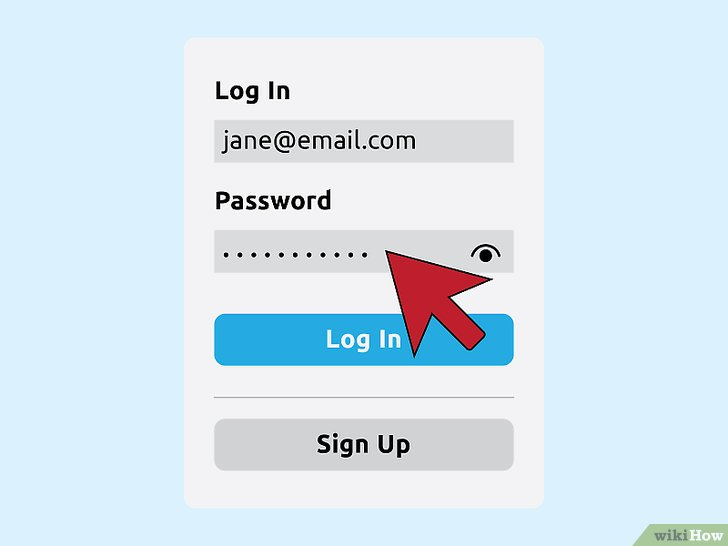 Log In
jane@email.com
Password
•••••••••••
Log In
Sign Up
wikiHow